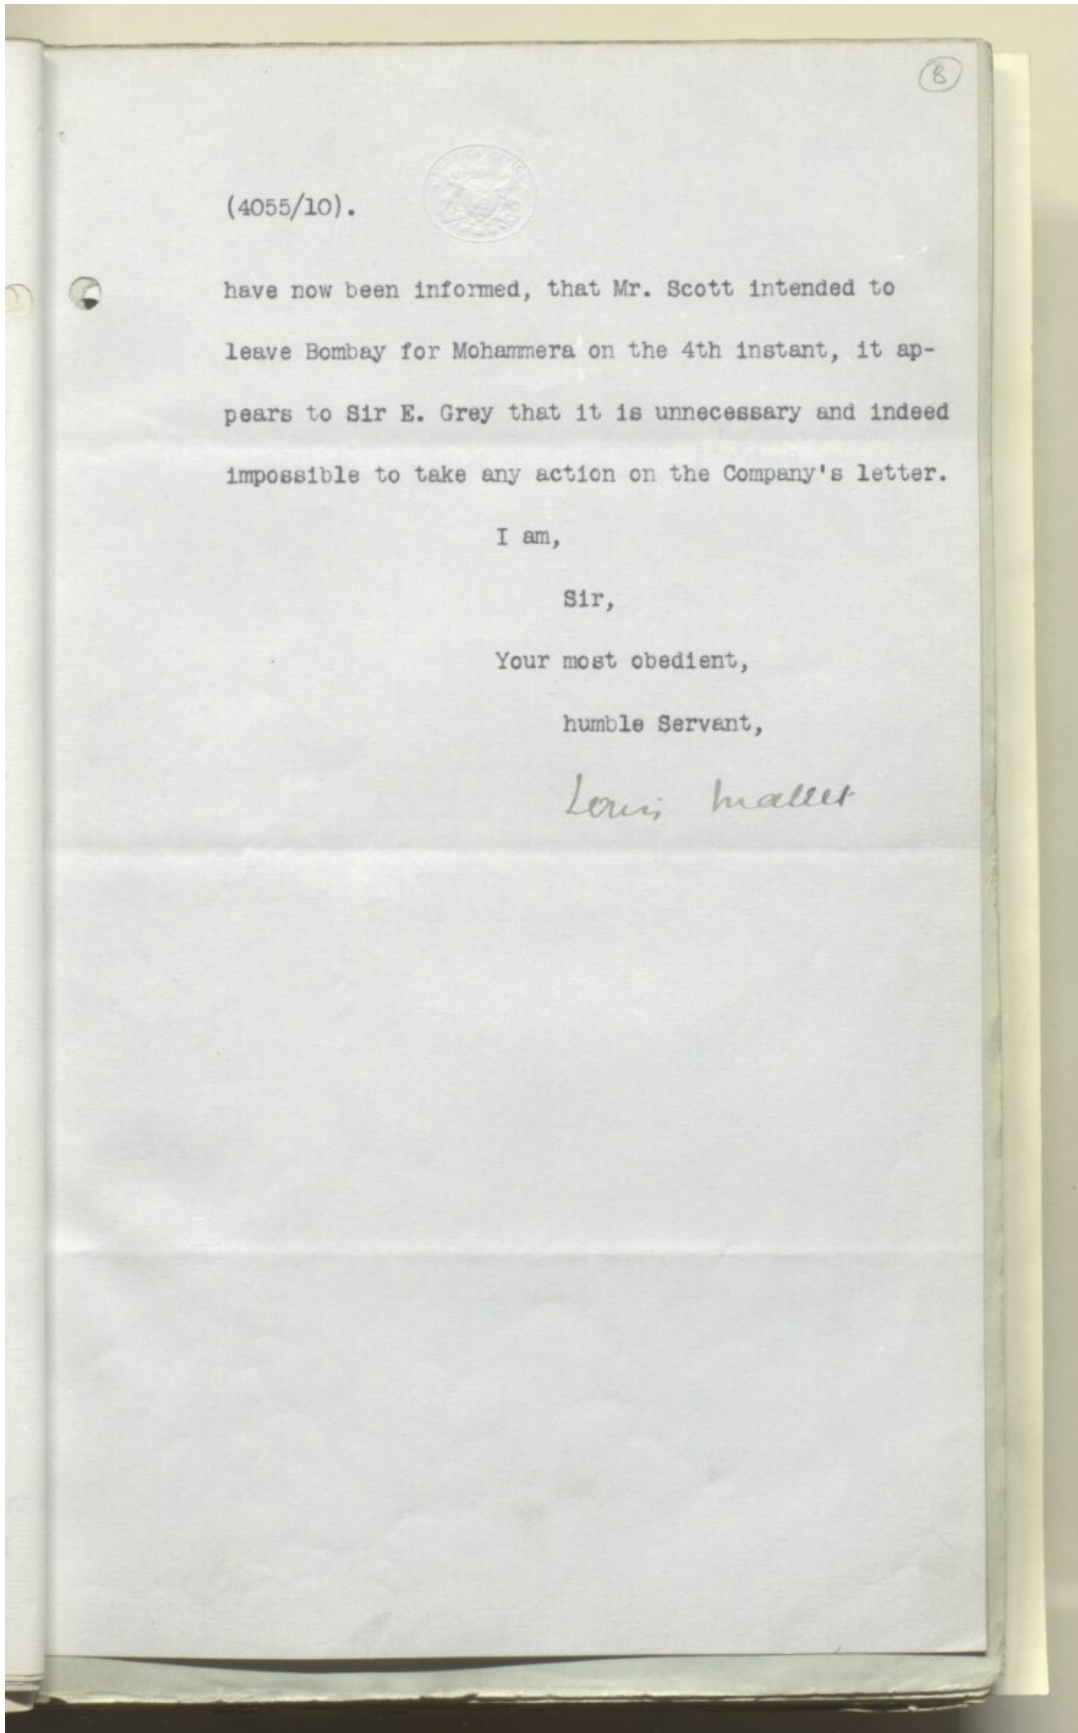 8
(4055/10).
have now been informed, that Mr. Scott intended to
leave Bombay for Mohammera on the 4th instant, it ap-
pears to Sir E. Grey that it is unnecessary and indeed
impossible to take any action on the Company's letter.
I am,
Sir,
Your most obedient,
humble Servant,
Louis Mallet